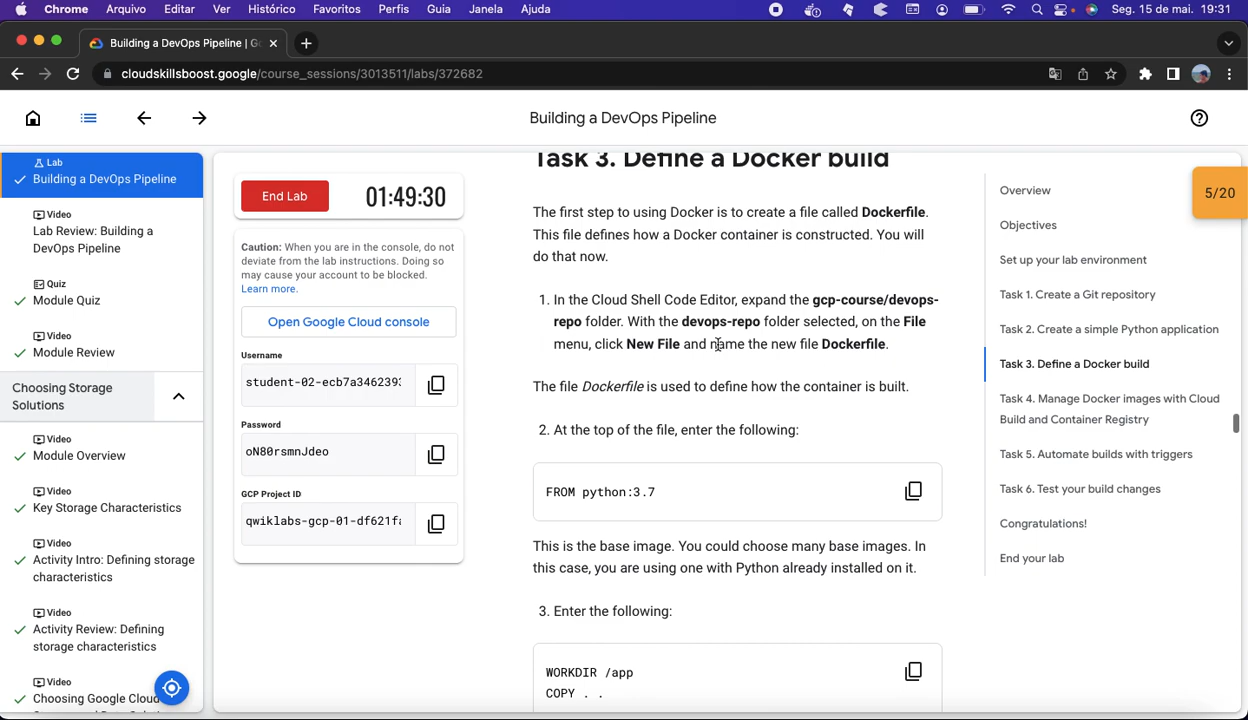 Chrome Arquivo Editar Ver Histórico Favoritos Perfis Guia Janela Ajuda Seg. 15 de mai. 19:31
Building a DevOps Pipeline | G
cloudskillsboost.google/course_sessions/3013511/labs/372682
Building a DevOps Pipeline
Lab
Building a DevOps Pipeline
Video
Lab Review: Building a
DevOps Pipeline
Quiz
Module Quiz
Video
Module Review
Choosing Storage
Solutions
Video
Module Overview
Video
Key Storage Characteristics
Video
Activity Intro: Defining storage
characteristics
Video
Activity Review: Defining
storage characteristics
Video
Choosing Google Cloud
End Lab
01:49:30
Caution: When you are in the console, do not
deviate from the lab instructions. Doing so
may cause your account to be blocked.
Learn more.
Open Google Cloud console
Username
student-02-ecb7a346239
Password
oN80rsmnJdeo
GCP Project ID
qwiklabs-gcp-01-df621f
Task 3. Define a Docker build
The first step to using Docker is to create a file called Dockerfile.
This file defines how a Docker container is constructed. You will
do that now.
1. In the Cloud Shell Code Editor, expand the gcp-course/devops-
repo folder. With the devops-repo folder selected, on the File
menu, click New File and name the new file Dockerfile.
The file Dockerfile is used to define how the container is built.
2. At the top of the file, enter the following:
FROM python:3.7
This is the base image. You could choose many base images. In
this case, you are using one with Python already installed on it.
3. Enter the following:
WORKDIR /app
COPY . .
Overview
Objectives
Set up your lab environment
Task 1. Create a Git repository
Task 2. Create a simple Python application
Task 3. Define a Docker build
Task 4. Manage Docker images with Cloud
Build and Container Registry
Task 5. Automate builds with triggers
Task 6. Test your build changes
Congratulations!
End your lab
5/20